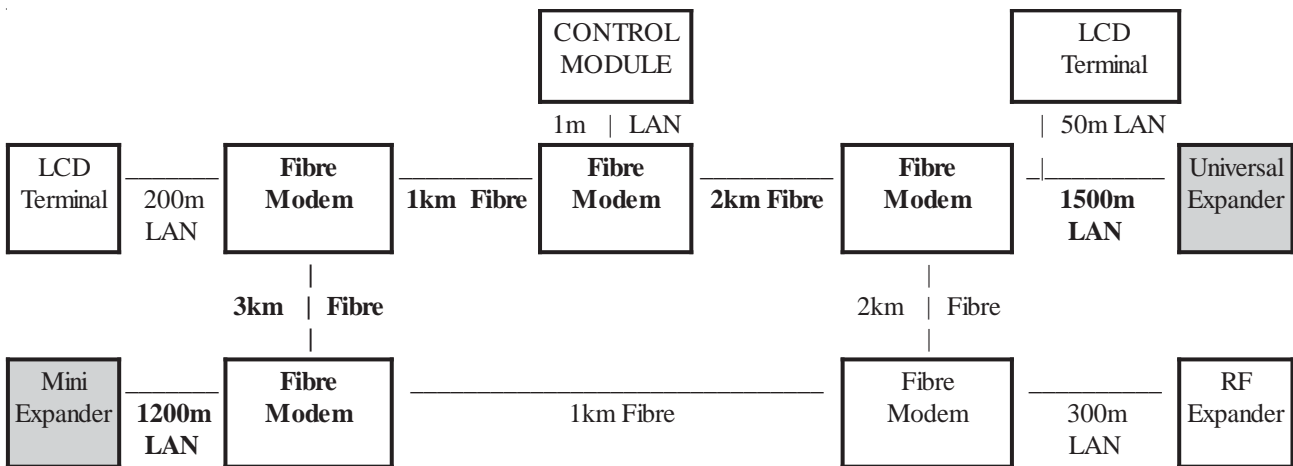 CONTROL
MODULE
LCD
Terminal
1m | LAN
| 50m LAN
LCD
Terminal
200m
LAN
Fibre
Modem
1km Fibre
Fibre
Modem
2km Fibre
Fibre
Modem
1500m
LAN
Universal
Expander
3km | Fibre
2km | Fibre
Mini
Expander
1200m
LAN
Fibre
Modem
1km Fibre
Fibre
Modem
300m
LAN
RF
Expander